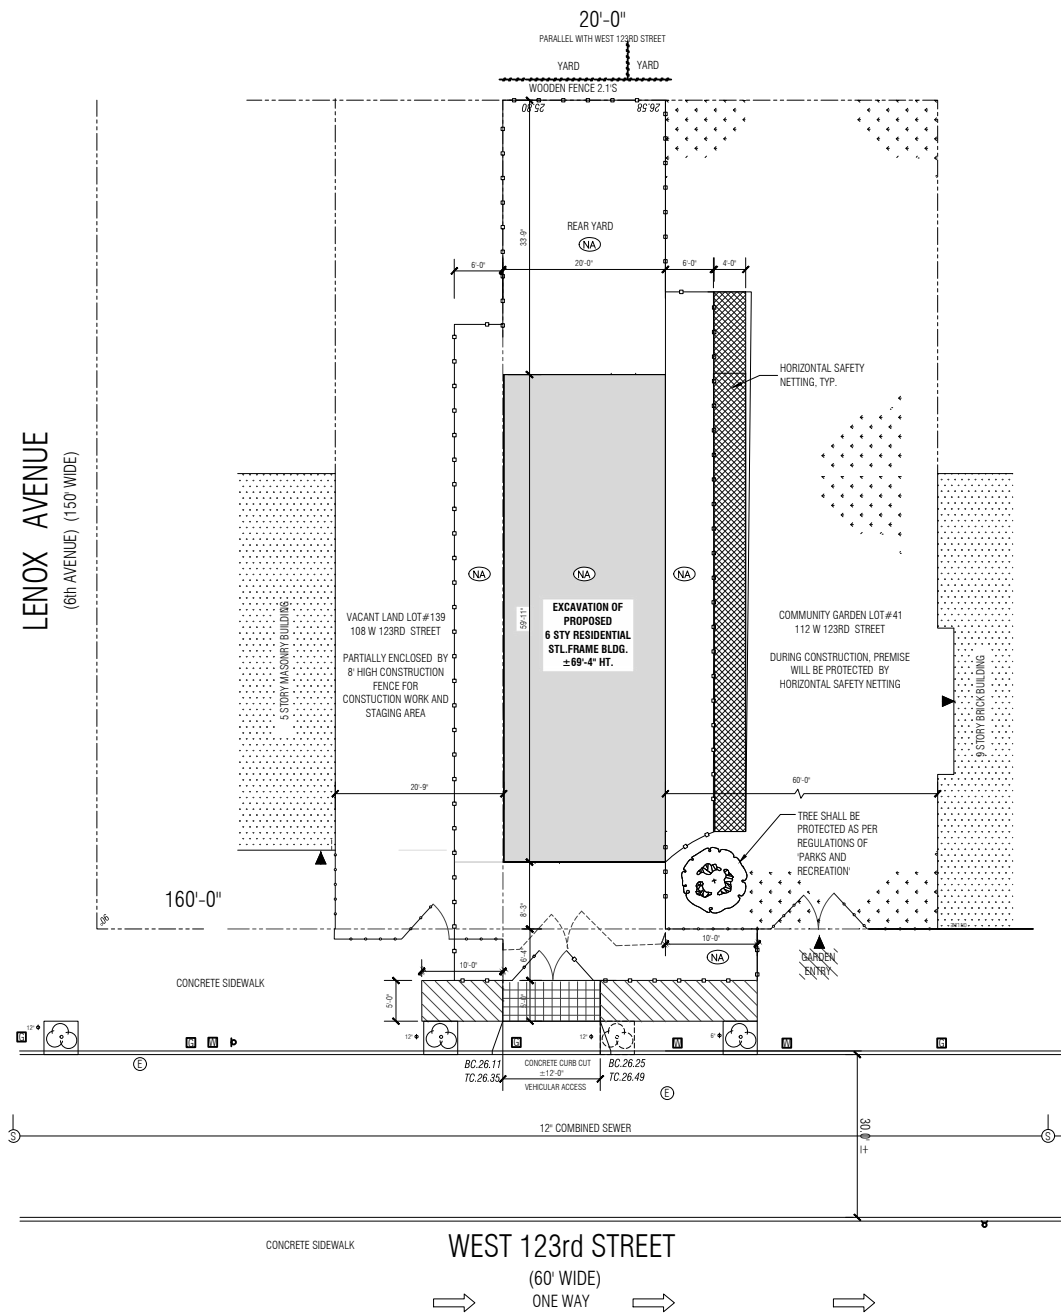 20'-0"
PARALLEL WITH WEST 123RD STREET
YARD
YARD
WOODEN FENCE 2.1'S
25.80
26.58
33'-9"
REAR YARD
NA
6'-0"
20'-0"
6'-0"
4'-0"
HORIZONTAL SAFETY
NETTING, TYP.
LENOX AVENUE
(6th AVENUE) (150' WIDE)
NA
NA
NA
59'-11"
EXCAVATION OF
PROPOSED
6 STY RESIDENTIAL
STL.FRAME BLDG.
±69'-4" HT.
5 STORY MASONRY BUILDING
VACANT LAND LOT#139
108 W 123RD STREET
PARTIALLY ENCLOSED BY
8' HIGH CONSTRUCTION
FENCE FOR
CONSTUCTION WORK AND
STAGING AREA
COMMUNITY GARDEN LOT#41
112 W 123RD STREET
DURING CONSTRUCTION, PREMISE
WILL BE PROTECTED BY
HORIZONTAL SAFETY NETTING
9 STORY BRICK BUILDING
20'-9"
60'-0"
TREE SHALL BE
PROTECTED AS PER
REGULATIONS OF
'PARKS AND
RECREATION'
160'-0"
90°
8'-3"
6'-4"
10'-0"
NA
GARDEN
ENTRY
10'-0"
CONCRETE SIDEWALK
5'-0"
5'-0"
G
12" Φ
G
M
12" Φ
G
12" Φ
M
6" Φ
M
G
E
BC.26.11
TC.26.35
CONCRETE CURB CUT
±12'-0"
VEHICULAR ACCESS
BC.26.25
TC.26.49
E
S
12" COMBINED SEWER
30.0' ±
S
CONCRETE SIDEWALK
WEST 123rd STREET
(60' WIDE)
ONE WAY